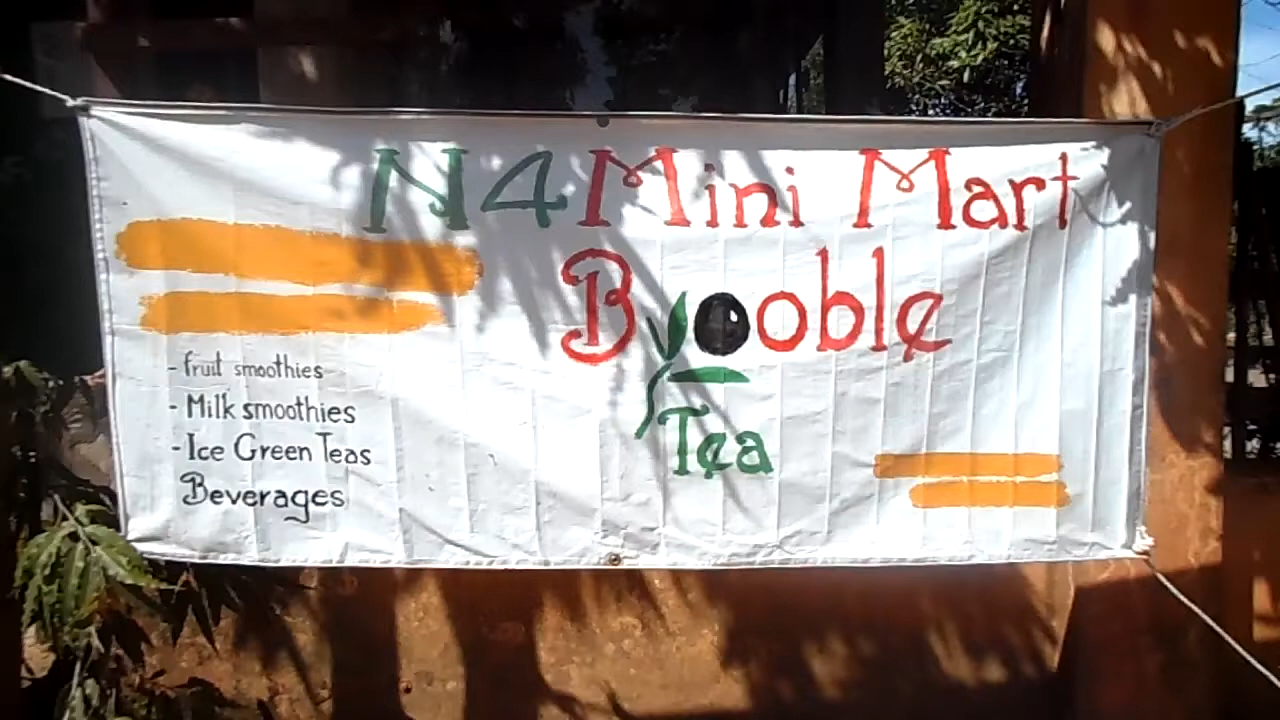 N4 Mini Mart
Booble
Tea
- fruit smoothies
- Milk smoothies
- Ice Green Teas
Beverages